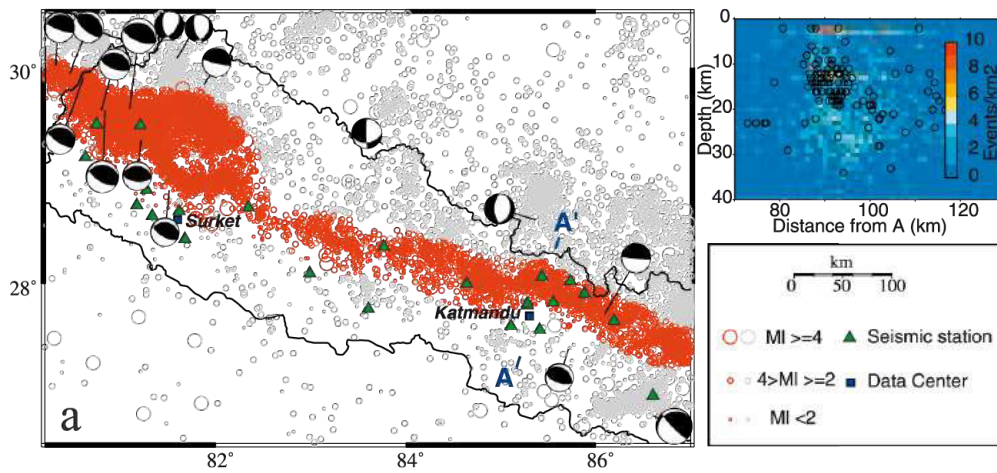 30°
28°
82°
84°
86°
Surket
Katmandu
A'
A
a
0
10
20
30
40
Depth (km)
80
100
120
Distance from A (km)
10
8
6
4
2
0
Events/km2
km
0 50 100
Ml >=4
Seismic station
4>Ml >=2
Data Center
Ml <2